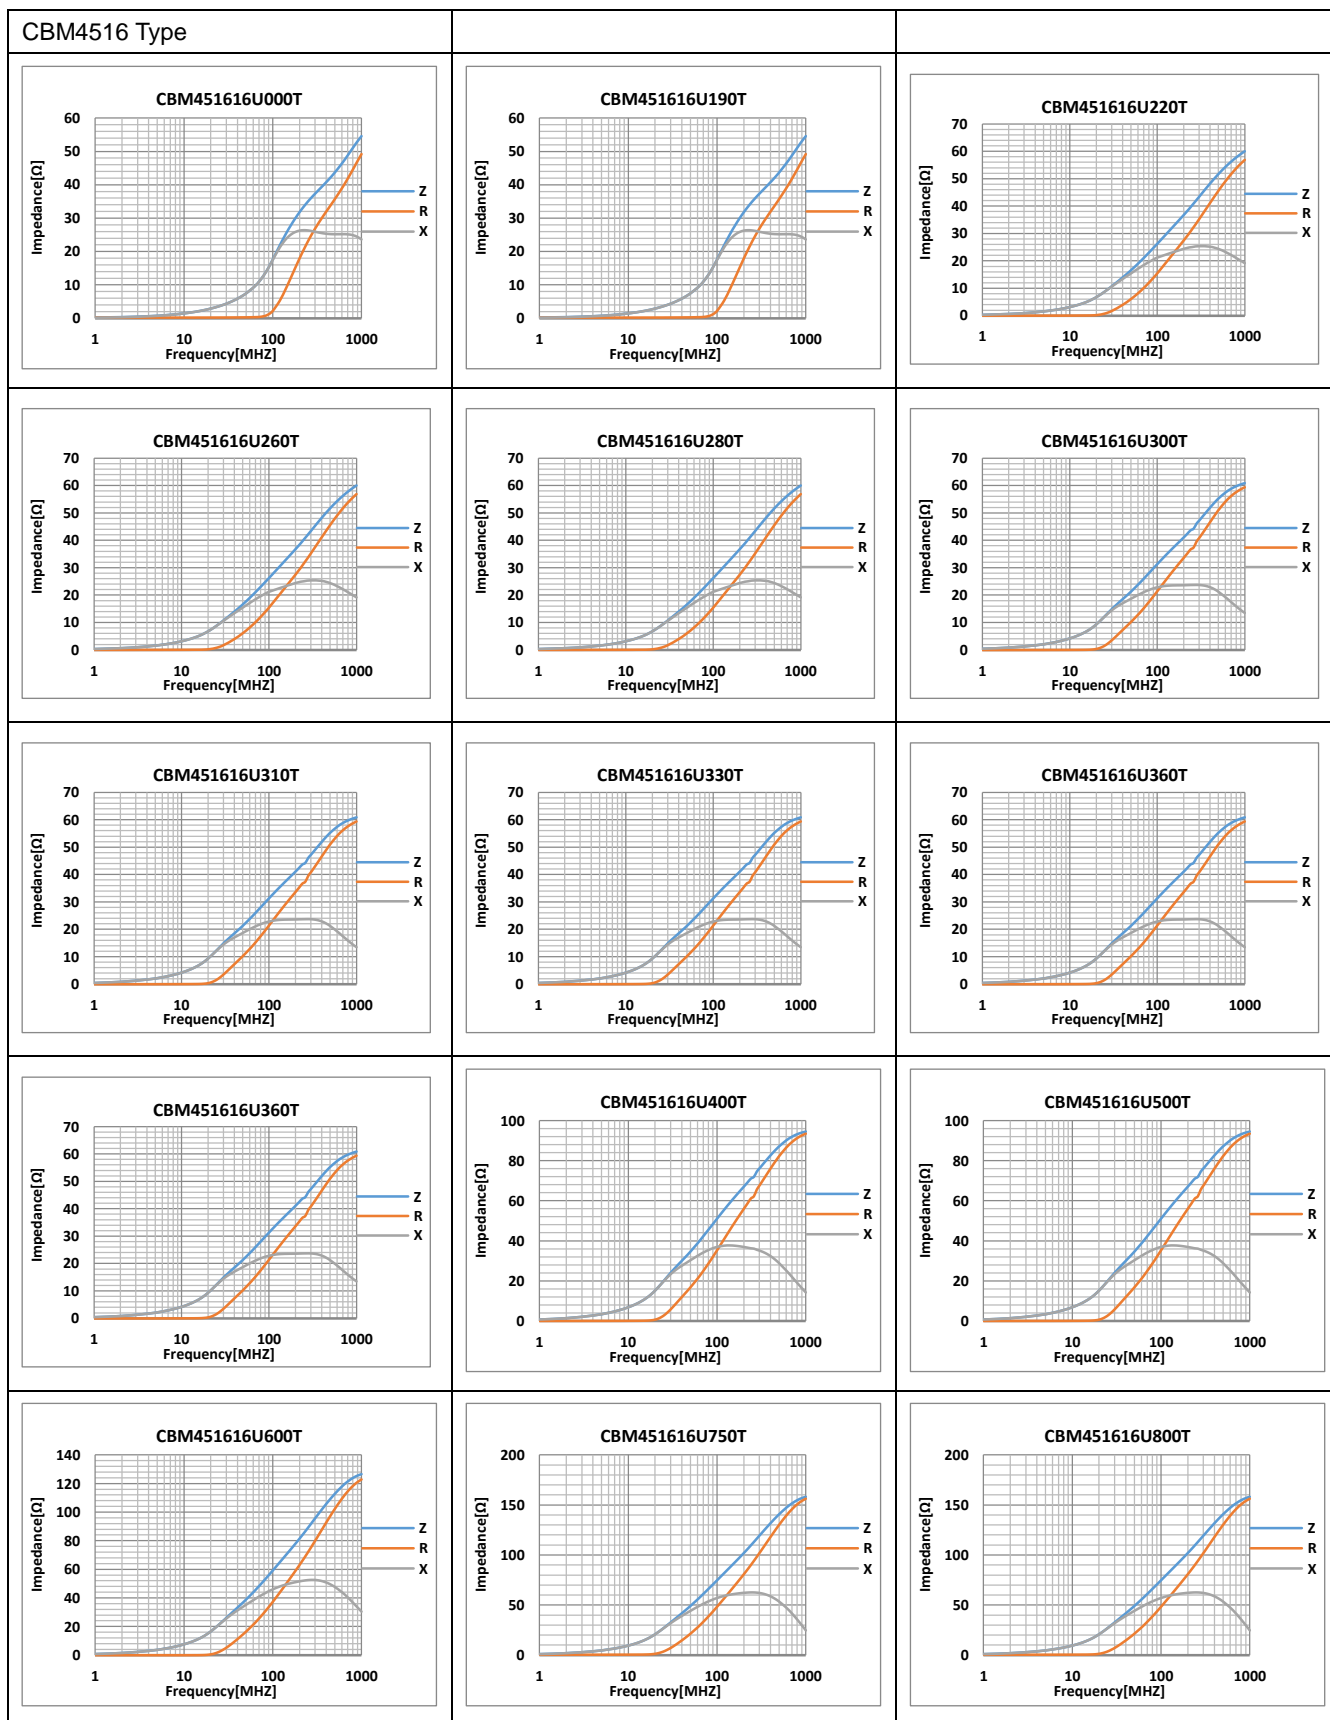 CBM4516 Type
CBM451616U000T
Impedance[Ω]
60
50
40
30
20
10
0
1 10 100 1000
Frequency[MHZ]
Z
R
X
CBM451616U190T
Impedance[Ω]
60
50
40
30
20
10
0
1 10 100 1000
Frequency[MHZ]
Z
R
X
CBM451616U220T
Impedance[Ω]
70
60
50
40
30
20
10
0
1 10 100 1000
Frequency[MHZ]
Z
R
X
CBM451616U260T
Impedance[Ω]
70
60
50
40
30
20
10
0
1 10 100 1000
Frequency[MHZ]
Z
R
X
CBM451616U280T
Impedance[Ω]
70
60
50
40
30
20
10
0
1 10 100 1000
Frequency[MHZ]
Z
R
X
CBM451616U300T
Impedance[Ω]
70
60
50
40
30
20
10
0
1 10 100 1000
Frequency[MHZ]
Z
R
X
CBM451616U310T
Impedance[Ω]
70
60
50
40
30
20
10
0
1 10 100 1000
Frequency[MHZ]
Z
R
X
CBM451616U330T
Impedance[Ω]
70
60
50
40
30
20
10
0
1 10 100 1000
Frequency[MHZ]
Z
R
X
CBM451616U360T
Impedance[Ω]
70
60
50
40
30
20
10
0
1 10 100 1000
Frequency[MHZ]
Z
R
X
CBM451616U360T
Impedance[Ω]
70
60
50
40
30
20
10
0
1 10 100 1000
Frequency[MHZ]
Z
R
X
CBM451616U400T
Impedance[Ω]
100
80
60
40
20
0
1 10 100 1000
Frequency[MHZ]
Z
R
X
CBM451616U500T
Impedance[Ω]
100
80
60
40
20
0
1 10 100 1000
Frequency[MHZ]
Z
R
X
CBM451616U600T
Impedance[Ω]
140
120
100
80
60
40
20
0
1 10 100 1000
Frequency[MHZ]
Z
R
X
CBM451616U750T
Impedance[Ω]
200
150
100
50
0
1 10 100 1000
Frequency[MHZ]
Z
R
X
CBM451616U800T
Impedance[Ω]
200
150
100
50
0
1 10 100 1000
Frequency[MHZ]
Z
R
X